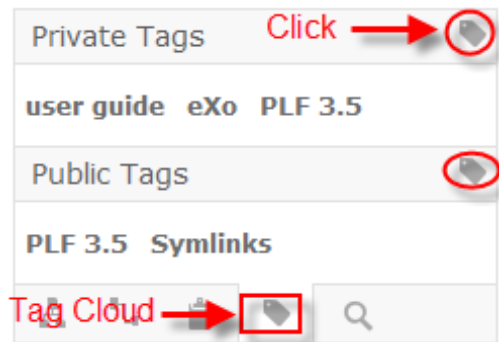 Private Tags Click
user guide eXo PLF 3.5
Public Tags
PLF 3.5 Symlinks
Tag Cloud